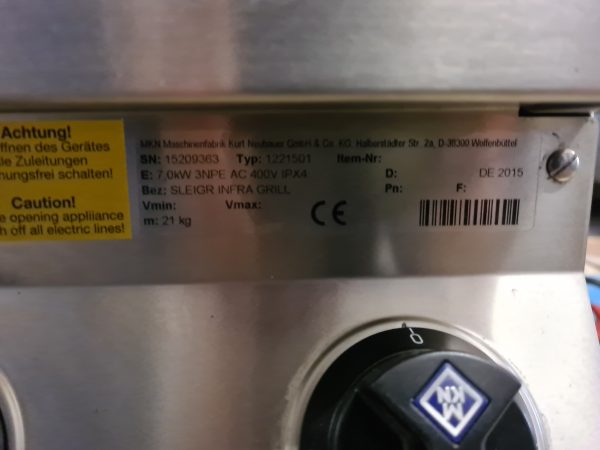 Achtung!
ffnen des Gerätes
lle Zuleitungen
nungsfrei schalten!
Caution!
e opening appliiance
h off all electric lines!
MKN Maschinenfabrik Kurt Neubauer GmbH & Co. KG Halberstädter Str. 2a, D-38300 Wolfenbüttel
SN: 15209363 Typ: 1221501 Item-Nr:
E: 7,0kW 3NPE AC 400V IPX4 D: DE 2015
Bez: SLEIGR INFRA GRILL Pn: F:
Vmin: Vmax:
m: 21 kg
CE
0
MKN